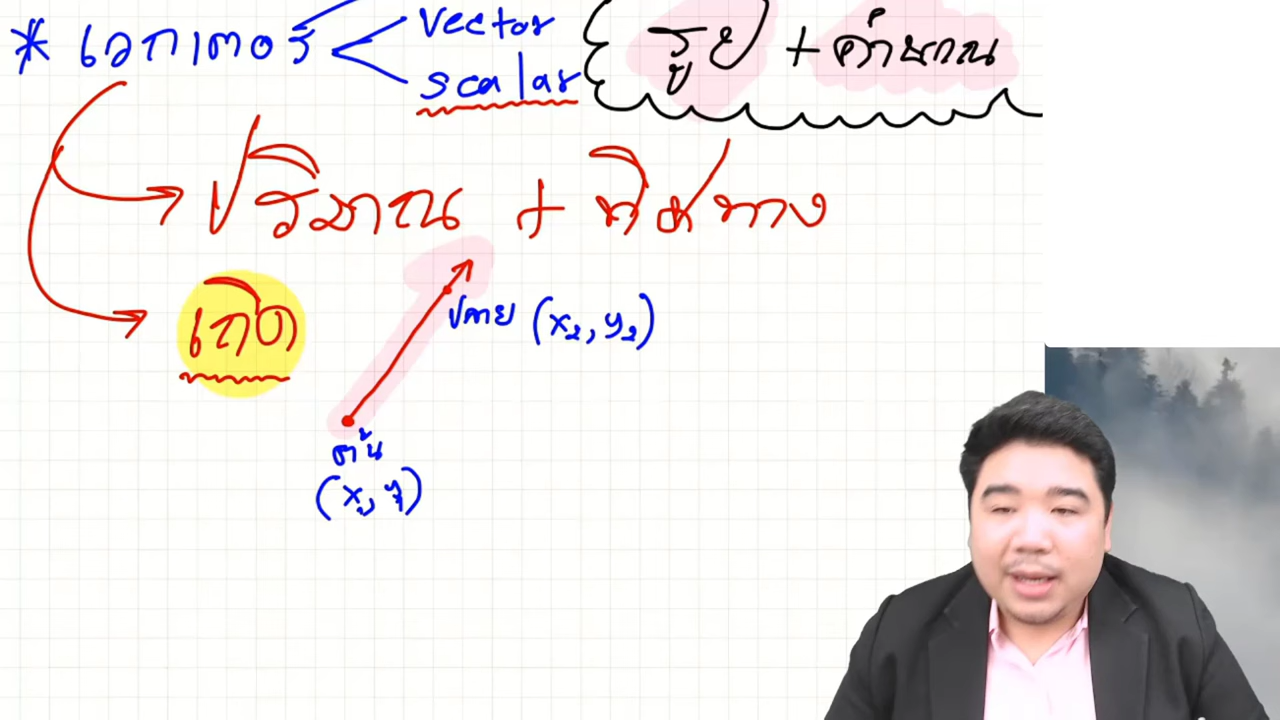 * เวกเตอร์ vector
scalar
รูป + คำนวณ
ปริมาณ + ทิศทาง
เกิด
ปลาย (x₂, y₂)
ต้น
(x₁, y₁)